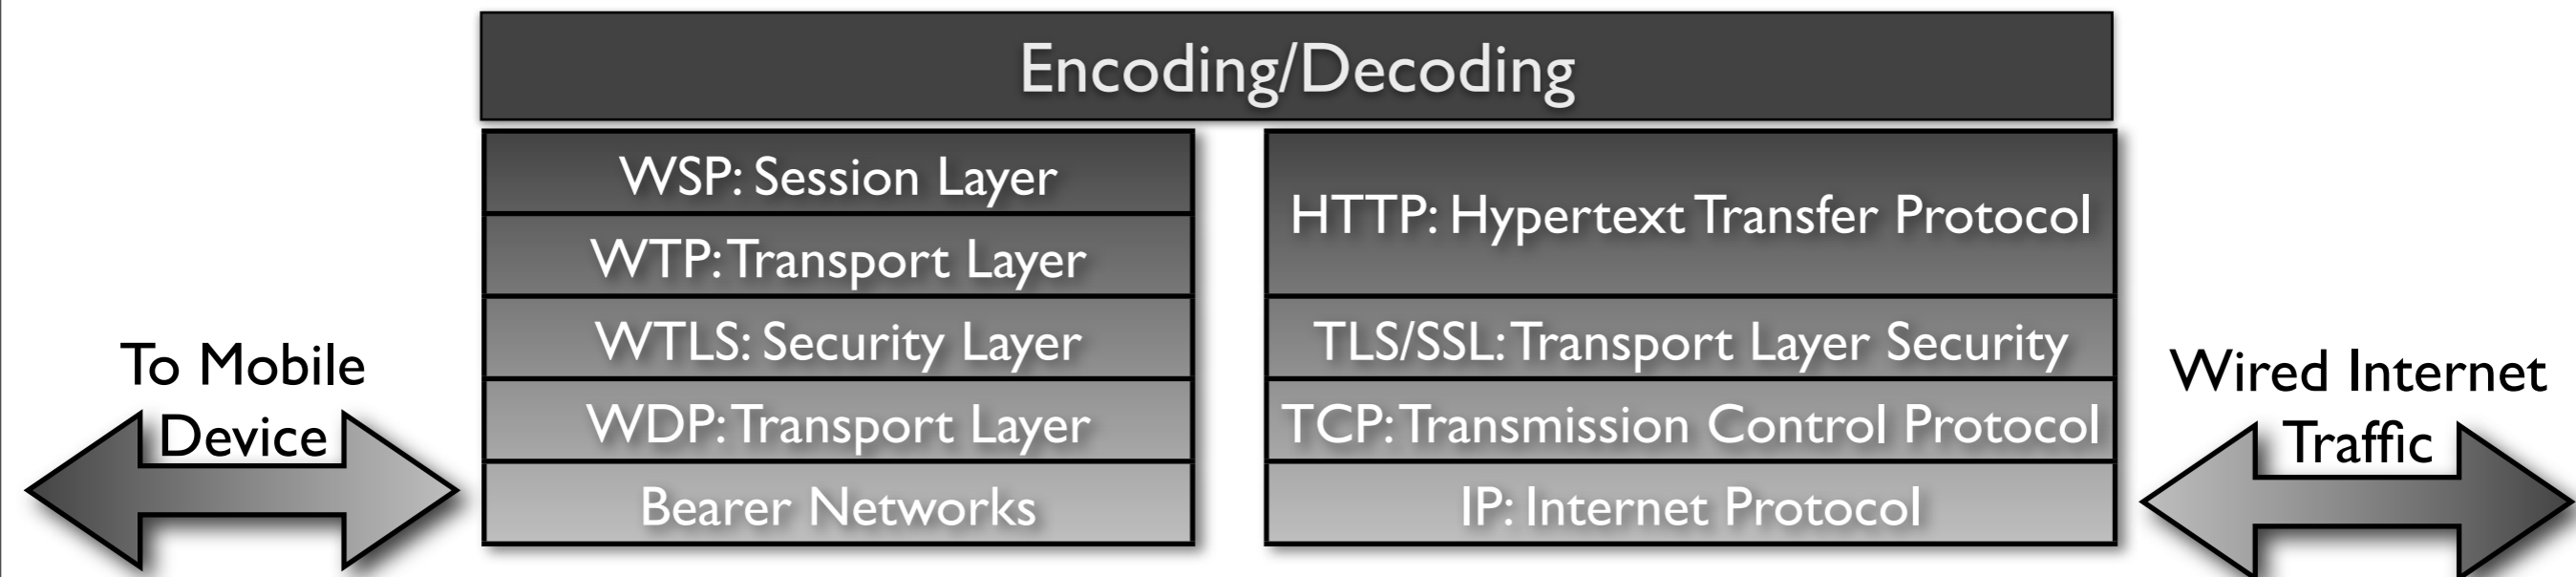 Encoding/Decoding
WSP: Session Layer
WTP: Transport Layer
WTLS: Security Layer
WDP: Transport Layer
Bearer Networks
HTTP: Hypertext Transfer Protocol
TLS/SSL: Transport Layer Security
TCP: Transmission Control Protocol
IP: Internet Protocol
To Mobile
Device
Wired Internet
Traffic